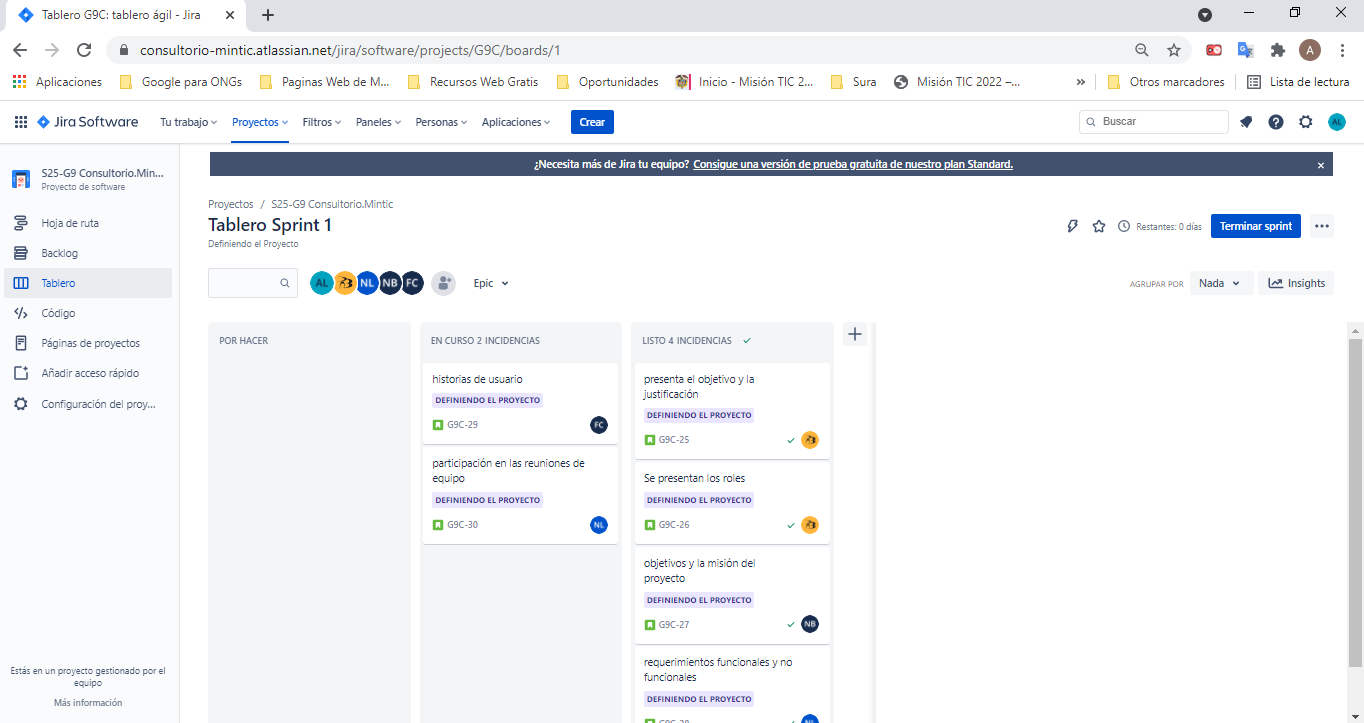 Tablero G9C: tablero ágil - Jira
consultorio-mintic.atlassian.net/jira/software/projects/G9C/boards/1
A
Aplicaciones
Google para ONGs
Paginas Web de M...
Recursos Web Gratis
Oportunidades
Inicio - Misión TIC 2...
Sura
Misión TIC 2022 –...
»
Otros marcadores
Lista de lectura
Jira Software
Tu trabajo
Proyectos
Filtros
Paneles
Personas
Aplicaciones
Crear
Buscar
AL
¿Necesita más de Jira tu equipo? Consigue una versión de prueba gratuita de nuestro plan Standard.
S25-G9 Consultorio.Min...
Proyecto de software
Hoja de ruta
Backlog
Tablero
Código
Páginas de proyectos
Añadir acceso rápido
Configuración del proy...
Estás en un proyecto gestionado por el
equipo
Más información
Proyectos / S25-G9 Consultorio.Mintic
Tablero Sprint 1
Definiendo el Proyecto
Restantes: 0 días
Terminar sprint
AL
NL
NB
FC
Epic
AGRUPAR POR
Nada
Insights
POR HACER
EN CURSO 2 INCIDENCIAS
historias de usuario
DEFINIENDO EL PROYECTO
G9C-29
FC
participación en las reuniones de
equipo
DEFINIENDO EL PROYECTO
G9C-30
NL
LISTO 4 INCIDENCIAS
presenta el objetivo y la
justificación
DEFINIENDO EL PROYECTO
G9C-25
Se presentan los roles
DEFINIENDO EL PROYECTO
G9C-26
objetivos y la misión del
proyecto
DEFINIENDO EL PROYECTO
G9C-27
NB
requerimientos funcionales y no
funcionales
DEFINIENDO EL PROYECTO
G9C-28
NL